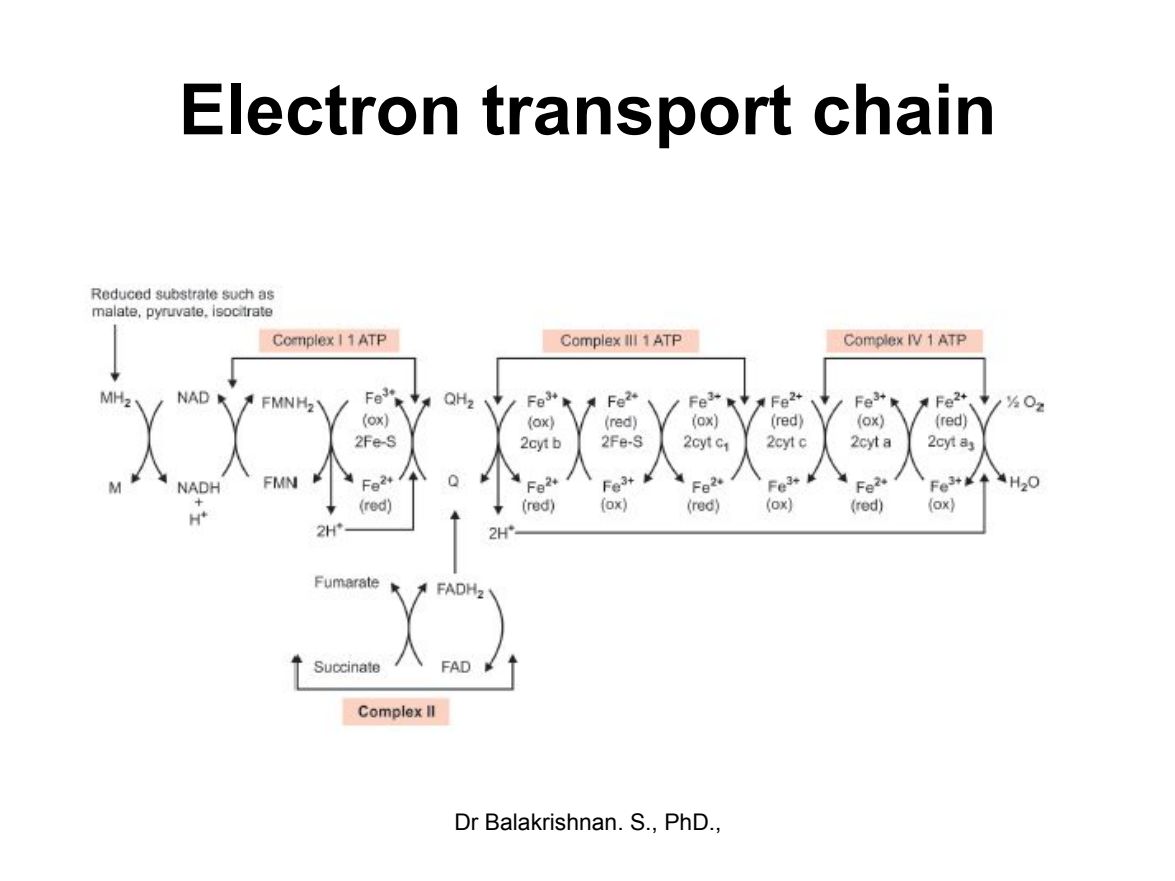 Electron transport chain
Reduced substrate such as
malate, pyruvate, isocitrate
Complex I 1 ATP
Complex III 1 ATP
Complex IV 1 ATP
MH₂
NAD
FMNH₂
Fe³⁺
(ox)
2Fe-S
QH₂
Fe³⁺
(ox)
2cyt b
Fe²⁺
(red)
2Fe-S
Fe³⁺
(ox)
2cyt c₁
Fe²⁺
(red)
2cyt c
Fe³⁺
(ox)
2cyt a
Fe²⁺
(red)
2cyt a₃
½ O₂
M
NADH
+
H⁺
FMN
Fe²⁺
(red)
Q
Fe²⁺
(red)
Fe³⁺
(ox)
Fe²⁺
(red)
Fe³⁺
(ox)
Fe²⁺
(red)
Fe³⁺
(ox)
H₂O
2H⁺
2H⁺
Fumarate
FADH₂
Succinate
FAD
Complex II
Dr Balakrishnan. S., PhD.,